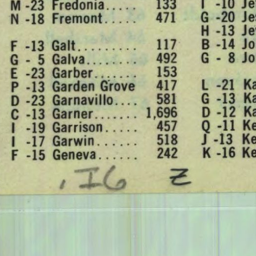 M -23 Fredonia .... 133
N -18 Fremont .... 471
F -13 Galt ........ 117
G - 5 Galva ...... 492
E -23 Garber ..... 153
P -13 Garden Grove 417
D -23 Garnavillo .. 581
C -13 Garner ..... 1,696
I -19 Garrison .... 457
I -17 Garwin ..... 518
F -15 Geneva .... 242
I -10 Je
G -20 Jes
H -13 Jev
B -14 Jo
G - 8 Jo
L -21 Ka
G -13 Ka
D -12 Ka
Q -11 Ke
J -13 Ke
K -16 Ke
.I6 Z